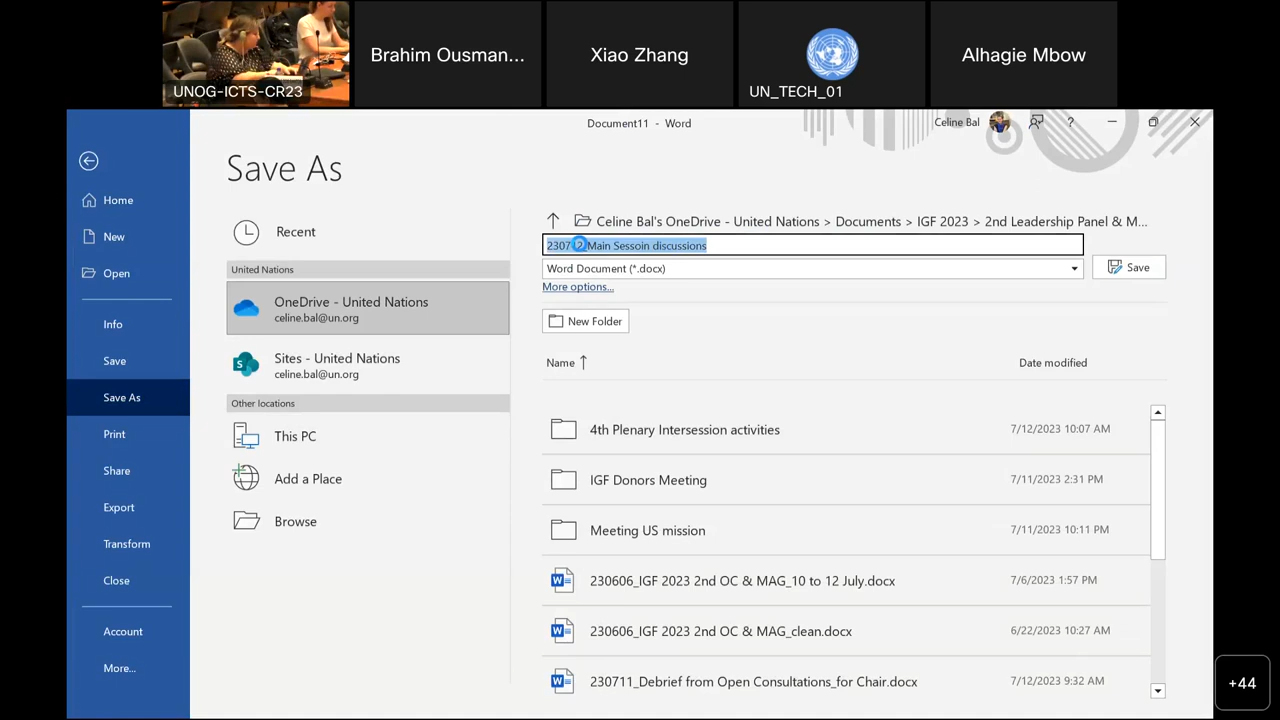 UNOG-ICTS-CR23
Brahim Ousman...
Xiao Zhang
UN_TECH_01
Alhagie Mbow
Document11 - Word
Celine Bal
?
Save As
Home
New
Open
Info
Save
Save As
Print
Share
Export
Transform
Close
Account
More...
Recent
United Nations
OneDrive - United Nations
celine.bal@un.org
Sites - United Nations
celine.bal@un.org
Other locations
This PC
Add a Place
Browse
Celine Bal's OneDrive - United Nations > Documents > IGF 2023 > 2nd Leadership Panel & M...
Main Sessoin discussions
Word Document (*.docx)
Save
More options...
New Folder
Name
Date modified
4th Plenary Intersession activities
7/12/2023 10:07 AM
IGF Donors Meeting
7/11/2023 2:31 PM
Meeting US mission
7/11/2023 10:11 PM
230606_IGF 2023 2nd OC & MAG_10 to 12 July.docx
7/6/2023 1:57 PM
230606_IGF 2023 2nd OC & MAG_clean.docx
6/22/2023 10:27 AM
230711_Debrief from Open Consultations_for Chair.docx
7/12/2023 9:32 AM
+44